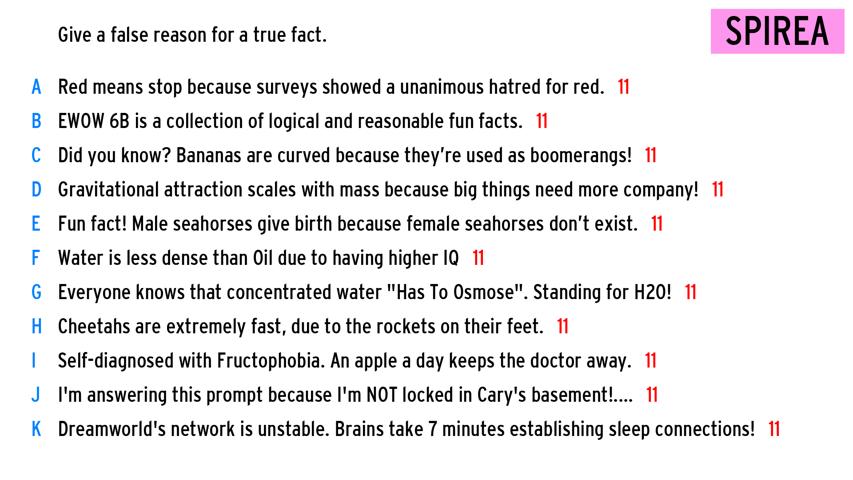 Give a false reason for a true fact.
SPIREA
A Red means stop because surveys showed a unanimous hatred for red. 11
B EWOW 6B is a collection of logical and reasonable fun facts. 11
C Did you know? Bananas are curved because they’re used as boomerangs! 11
D Gravitational attraction scales with mass because big things need more company! 11
E Fun fact! Male seahorses give birth because female seahorses don’t exist. 11
F Water is less dense than Oil due to having higher IQ 11
G Everyone knows that concentrated water "Has To Osmose". Standing for H2O! 11
H Cheetahs are extremely fast, due to the rockets on their feet. 11
I Self-diagnosed with Fructophobia. An apple a day keeps the doctor away. 11
J I'm answering this prompt because I'm NOT locked in Cary's basement!.... 11
K Dreamworld's network is unstable. Brains take 7 minutes establishing sleep connections! 11